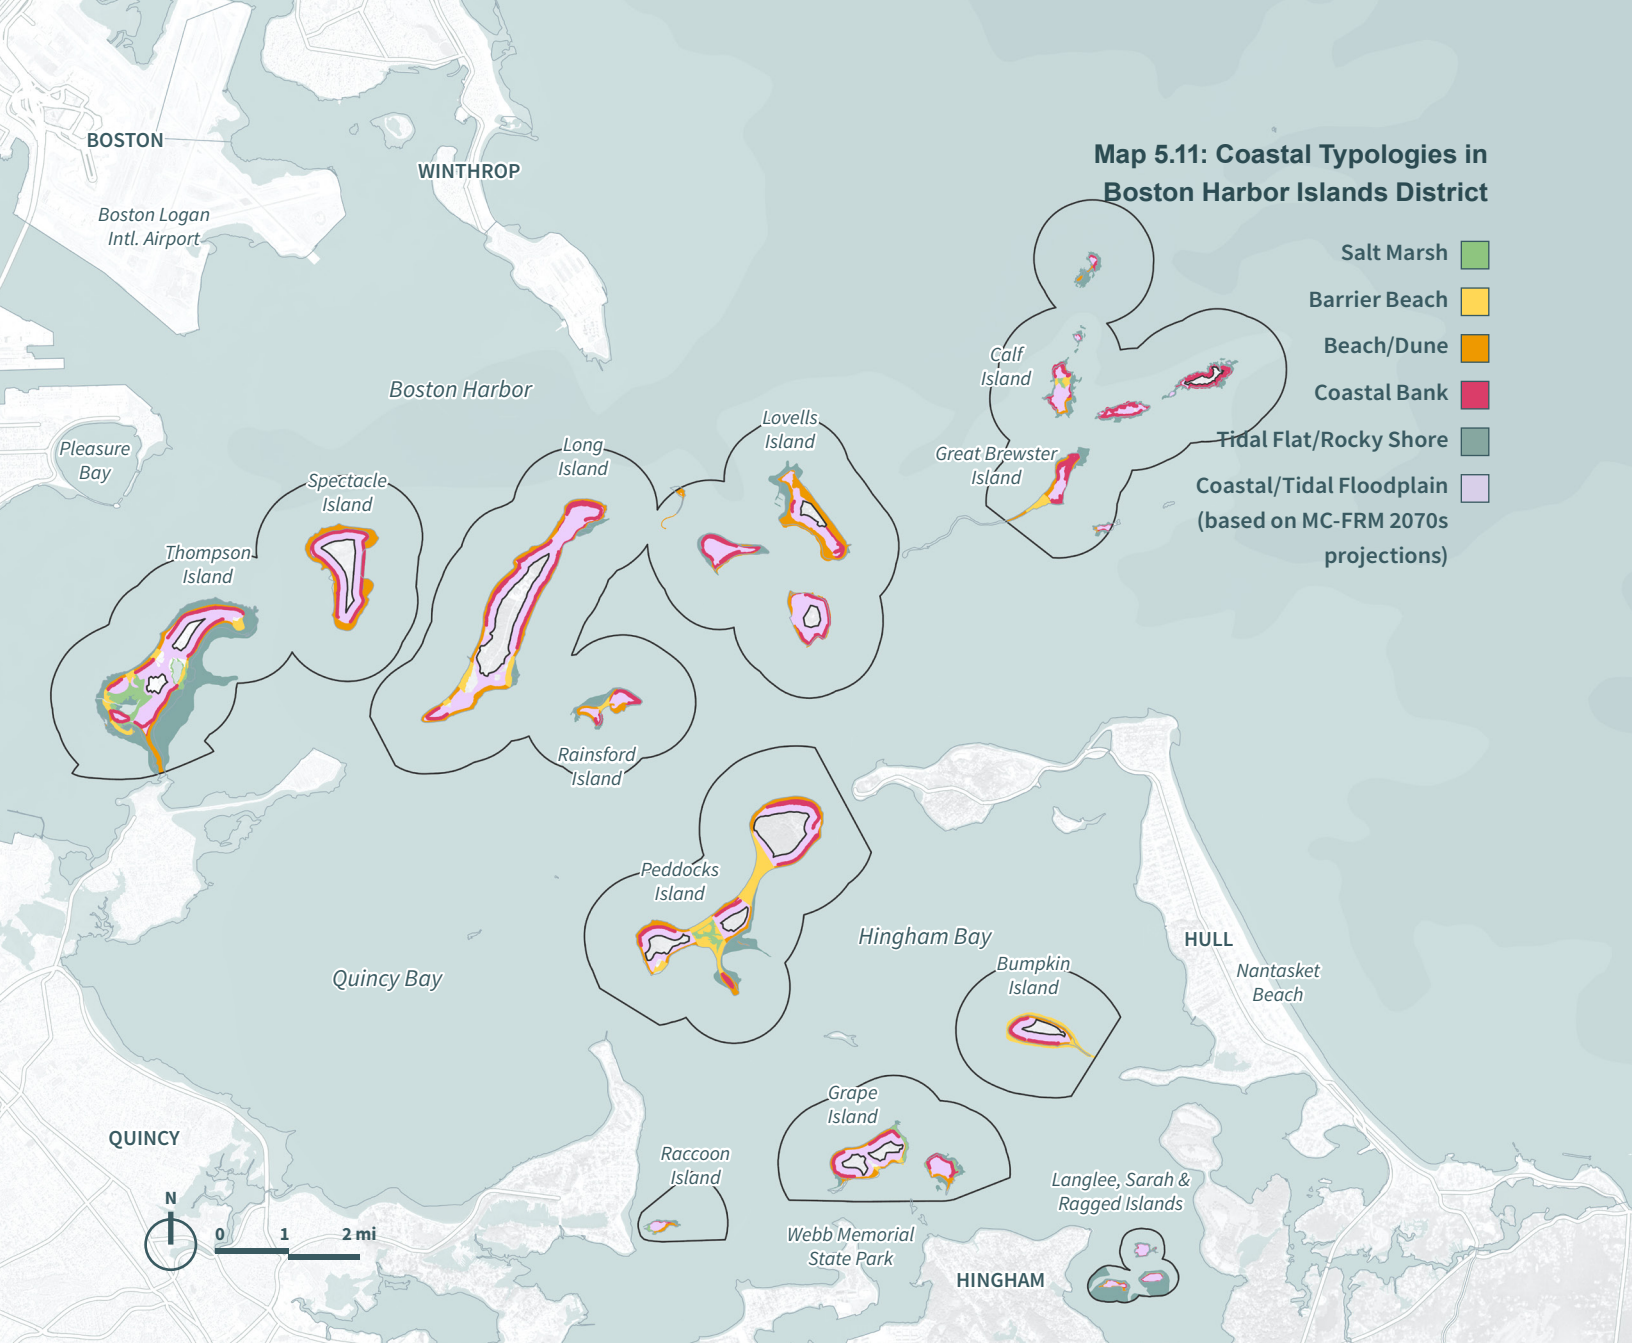 BOSTON
WINTHROP
Boston Logan
Intl. Airport
Map 5.11: Coastal Typologies in
Boston Harbor Islands District
Salt Marsh
Barrier Beach
Beach/Dune
Coastal Bank
Tidal Flat/Rocky Shore
Coastal/Tidal Floodplain
(based on MC-FRM 2070s
projections)
Calf
Island
Boston Harbor
Lovells
Island
Pleasure
Bay
Long
Island
Great Brewster
Island
Spectacle
Island
Thompson
Island
Rainsford
Island
Peddocks
Island
Hingham Bay
HULL
Quincy Bay
Bumpkin
Island
Nantasket
Beach
Grape
Island
QUINCY
Raccoon
Island
Langlee, Sarah &
Ragged Islands
N
0 1 2 mi
Webb Memorial
State Park
HINGHAM